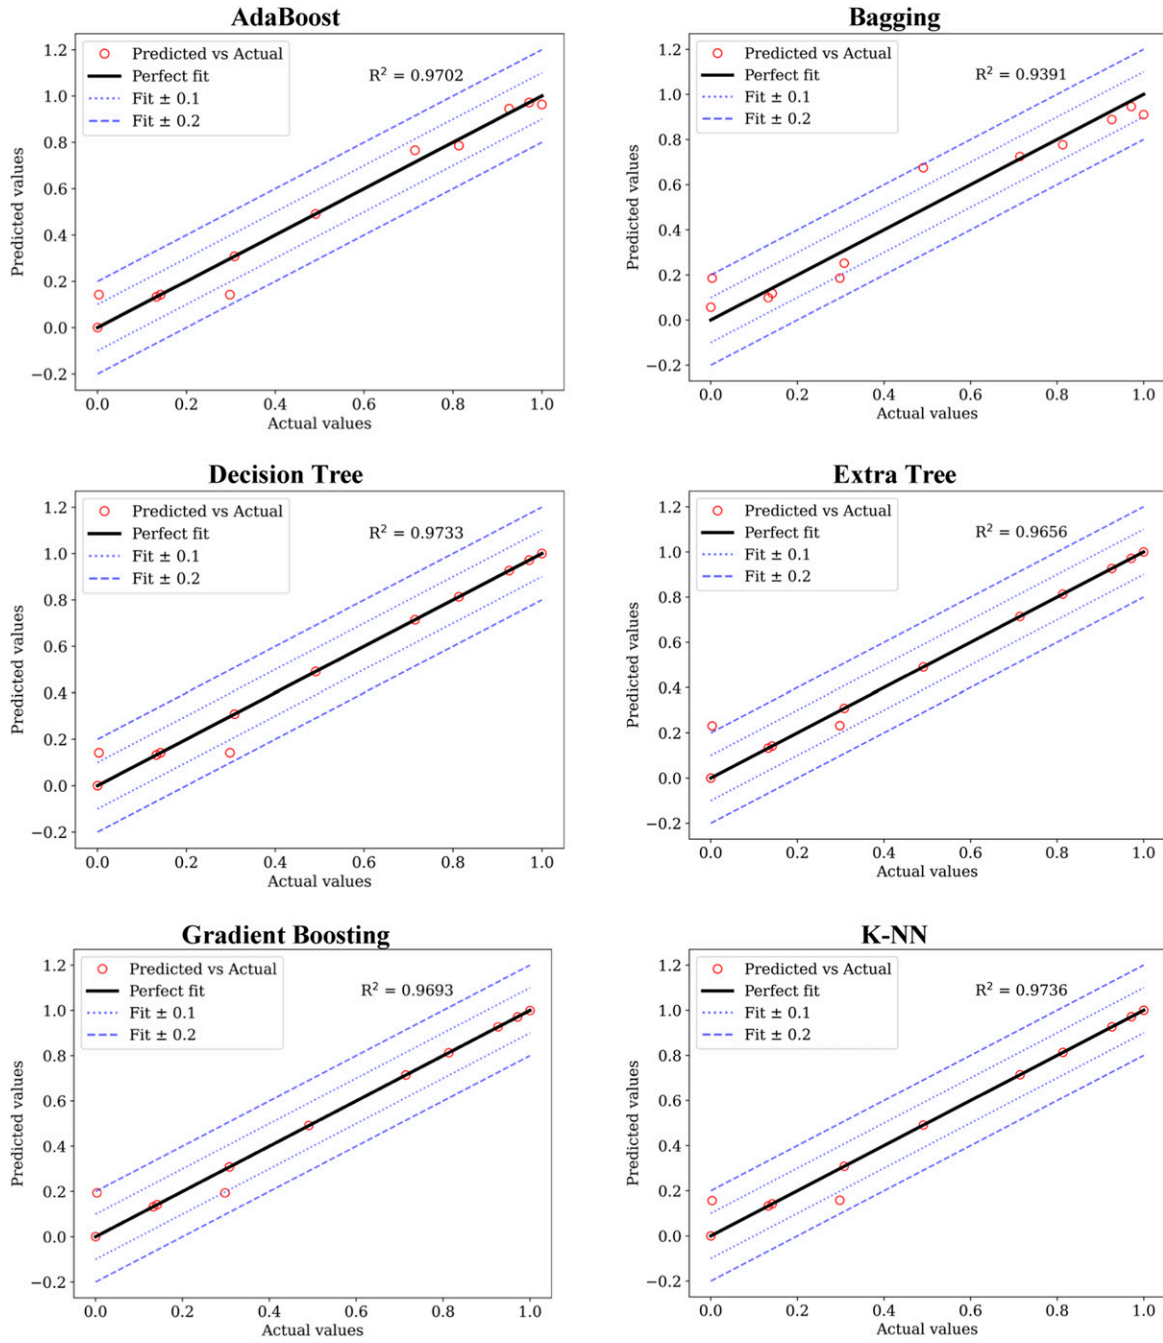 AdaBoost
Predicted vs Actual
Perfect fit
Fit ± 0.1
Fit ± 0.2
R² = 0.9702
1.2
1.0
0.8
0.6
0.4
0.2
0.0
−0.2
Predicted values
0.0 0.2 0.4 0.6 0.8 1.0
Actual values
Bagging
Predicted vs Actual
Perfect fit
Fit ± 0.1
Fit ± 0.2
R² = 0.9391
1.2
1.0
0.8
0.6
0.4
0.2
0.0
−0.2
Predicted values
0.0 0.2 0.4 0.6 0.8 1.0
Actual values
Decision Tree
Predicted vs Actual
Perfect fit
Fit ± 0.1
Fit ± 0.2
R² = 0.9733
1.2
1.0
0.8
0.6
0.4
0.2
0.0
−0.2
Predicted values
0.0 0.2 0.4 0.6 0.8 1.0
Actual values
Extra Tree
Predicted vs Actual
Perfect fit
Fit ± 0.1
Fit ± 0.2
R² = 0.9656
1.2
1.0
0.8
0.6
0.4
0.2
0.0
−0.2
Predicted values
0.0 0.2 0.4 0.6 0.8 1.0
Actual values
Gradient Boosting
Predicted vs Actual
Perfect fit
Fit ± 0.1
Fit ± 0.2
R² = 0.9693
1.2
1.0
0.8
0.6
0.4
0.2
0.0
−0.2
Predicted values
0.0 0.2 0.4 0.6 0.8 1.0
Actual values
K-NN
Predicted vs Actual
Perfect fit
Fit ± 0.1
Fit ± 0.2
R² = 0.9736
1.2
1.0
0.8
0.6
0.4
0.2
0.0
−0.2
Predicted values
0.0 0.2 0.4 0.6 0.8 1.0
Actual values